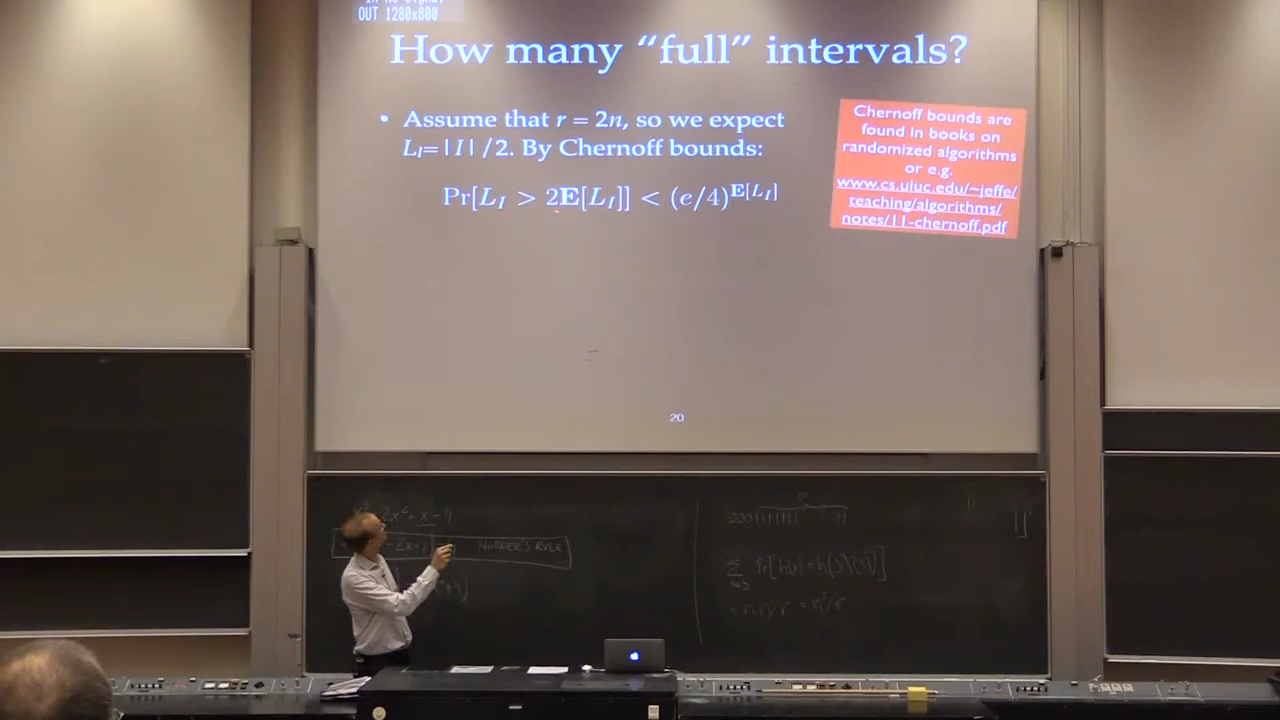 OUT 1280x800
How many “full” intervals?
• Assume that r = 2n, so we expect
L_I=|I|/2. By Chernoff bounds:
Pr[L_I > 2E[L_I]] < (e/4)^{E[L_I]}
Chernoff bounds are
found in books on
randomized algorithms
or e.g.
www.cs.uiuc.edu/~jeffe/
teaching/algorithms/
notes/11-chernoff.pdf
20
HORNER'S RULE